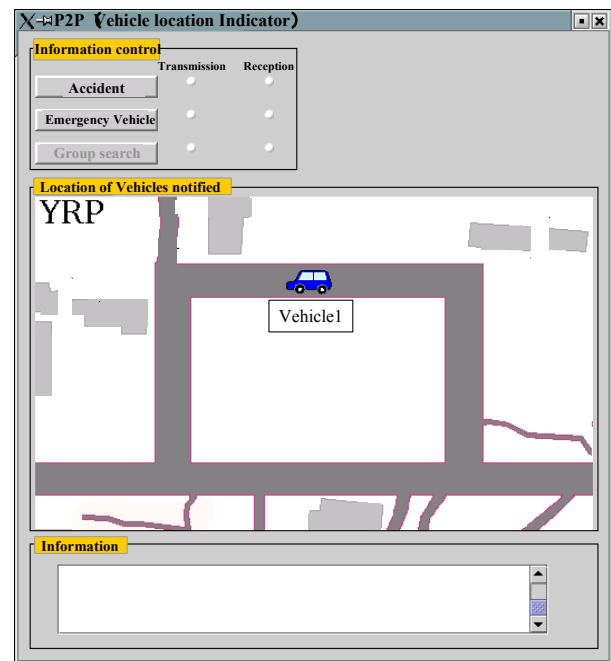 P2P (Vehicle location Indicator)
Information control
Transmission Reception
Accident
Emergency Vehicle
Group search
Location of Vehicles notified
YRP
Vehicle1
Information